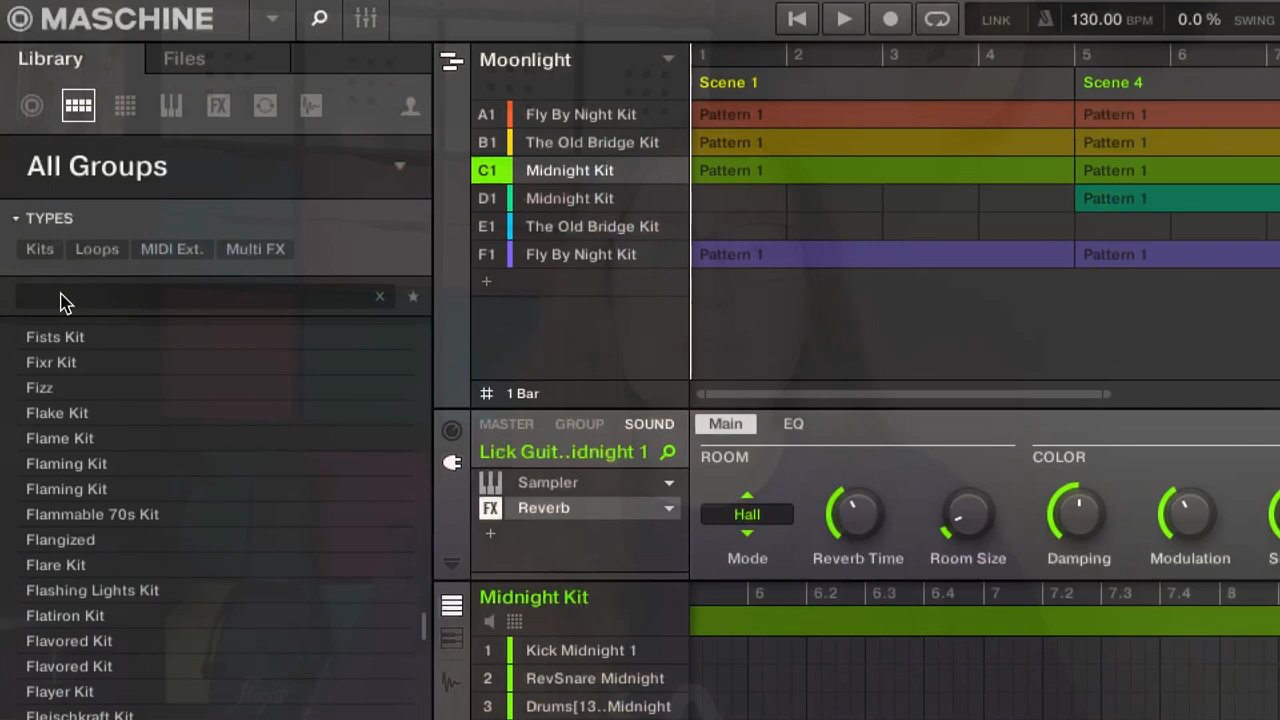 MASCHINE
LINK 130.00 BPM 0.0 % SWING
Library Files
All Groups
TYPES
Kits Loops MIDI Ext. Multi FX
Fists Kit
Fixr Kit
Fizz
Flake Kit
Flame Kit
Flaming Kit
Flaming Kit
Flammable 70s Kit
Flangized
Flare Kit
Flashing Lights Kit
Flatiron Kit
Flavored Kit
Flavored Kit
Flayer Kit
Fleischkraft Kit
Moonlight
1 2 3 4 5 6 7
Scene 1 Scene 4
A1 Fly By Night Kit Pattern 1 Pattern 1
B1 The Old Bridge Kit Pattern 1 Pattern 1
C1 Midnight Kit Pattern 1 Pattern 1
D1 Midnight Kit Pattern 1
E1 The Old Bridge Kit
F1 Fly By Night Kit Pattern 1 Pattern 1
+
1 Bar
MASTER GROUP SOUND
Lick Guit..idnight 1
Sampler
FX Reverb
+
Main EQ
ROOM COLOR
Hall
Mode Reverb Time Room Size Damping Modulation
Midnight Kit
6 6.2 6.3 6.4 7 7.2 7.3 7.4 8
1 Kick Midnight 1
2 RevSnare Midnight
3 Drums[13..Midnight